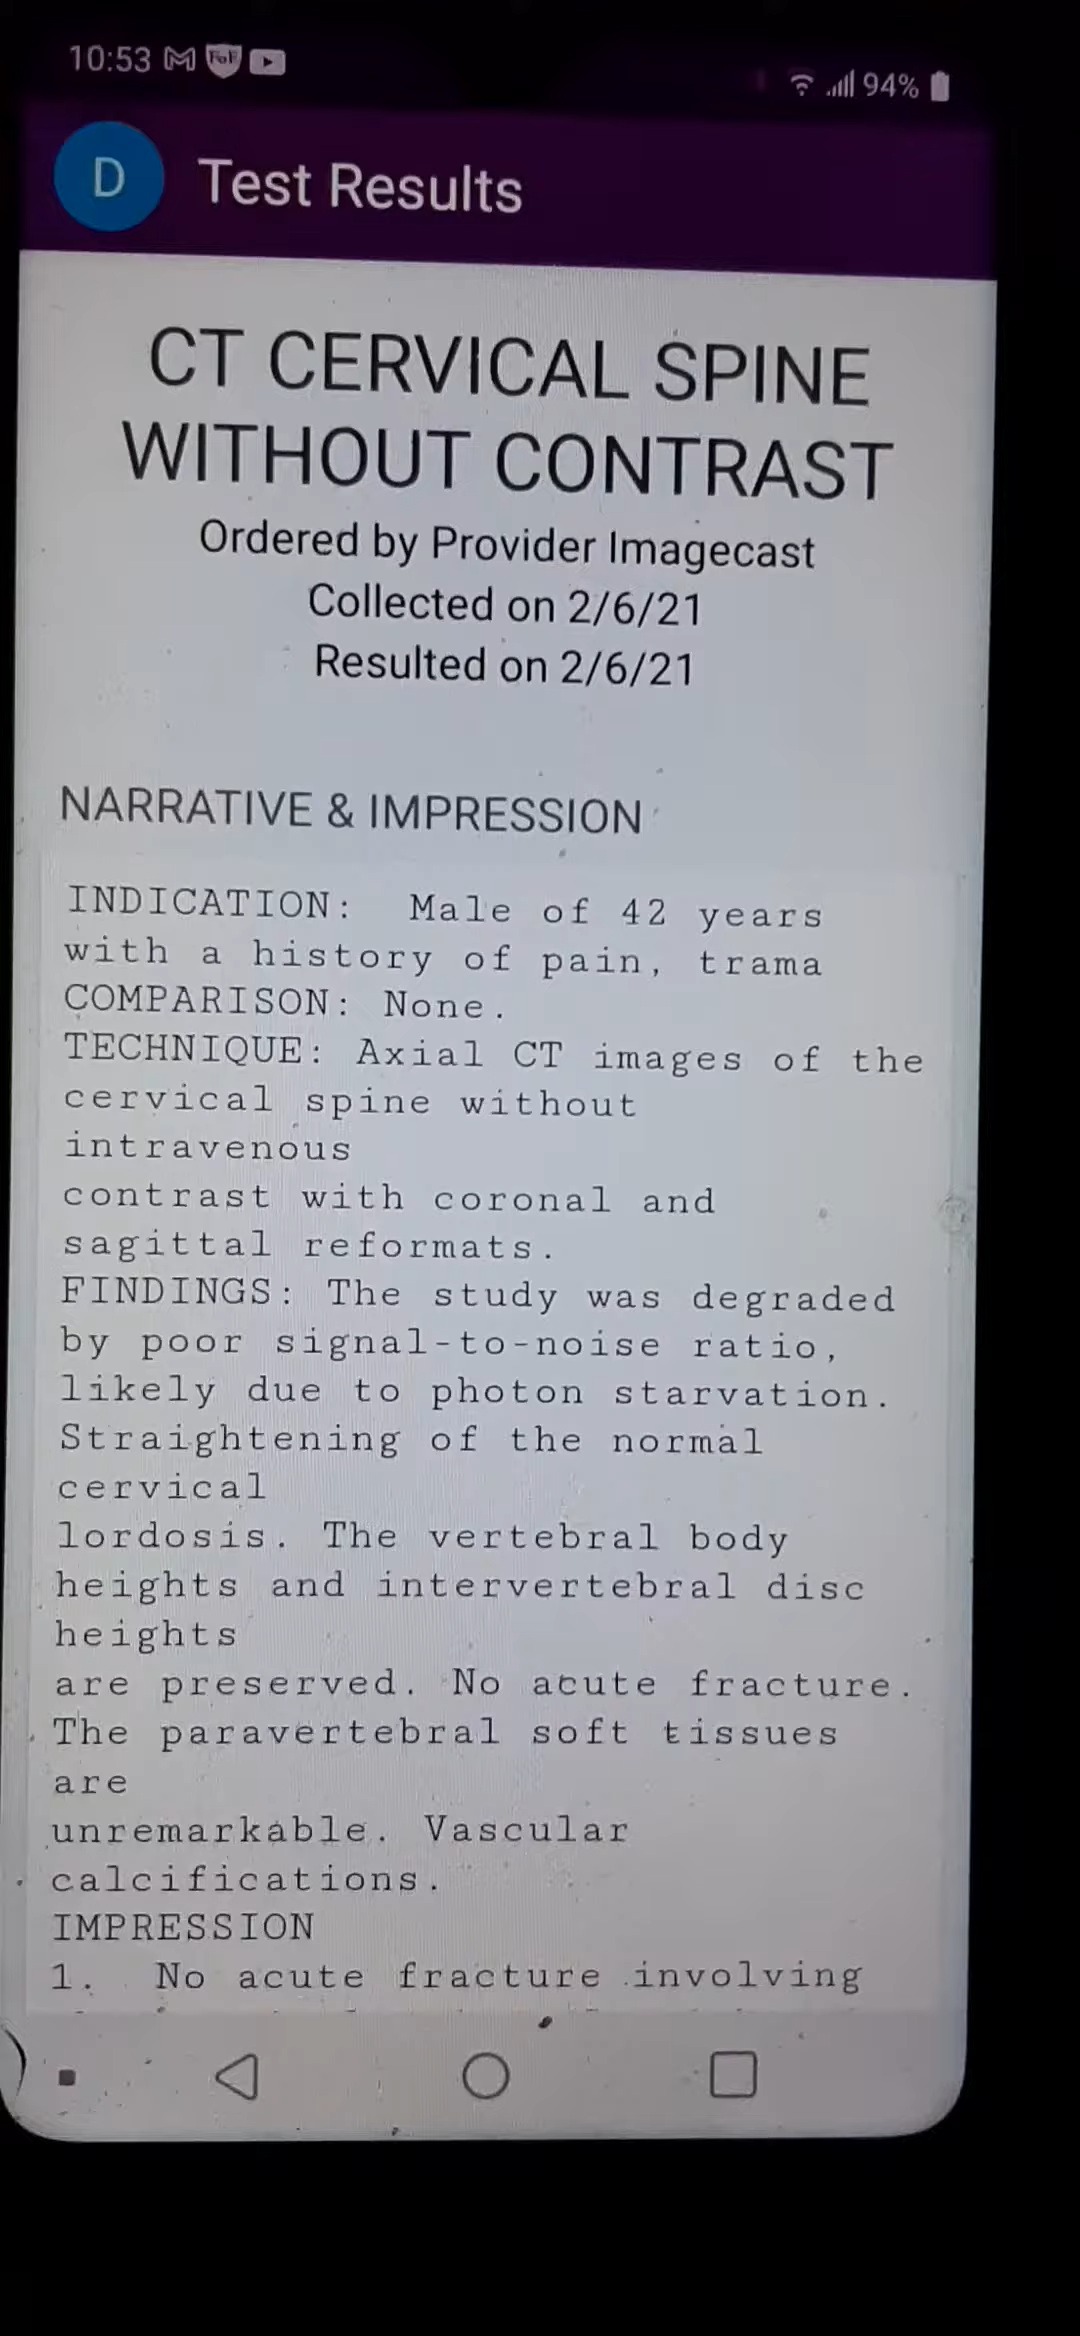 10:53
94%
D
Test Results
CT CERVICAL SPINE
WITHOUT CONTRAST
Ordered by Provider Imagecast
Collected on 2/6/21
Resulted on 2/6/21
NARRATIVE & IMPRESSION
INDICATION: Male of 42 years
with a history of pain, trama
COMPARISON: None.
TECHNIQUE: Axial CT images of the
cervical spine without
intravenous
contrast with coronal and
sagittal reformats.
FINDINGS: The study was degraded
by poor signal-to-noise ratio,
likely due to photon starvation.
Straightening of the normal
cervical
lordosis. The vertebral body
heights and intervertebral disc
heights
are preserved. No acute fracture.
The paravertebral soft tissues
are
unremarkable. Vascular
calcifications.
IMPRESSION
1. No acute fracture involving